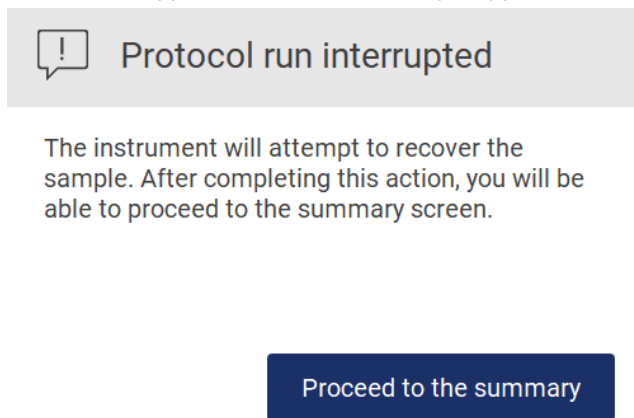 Protocol run interrupted
The instrument will attempt to recover the
sample. After completing this action, you will be
able to proceed to the summary screen.
Proceed to the summary